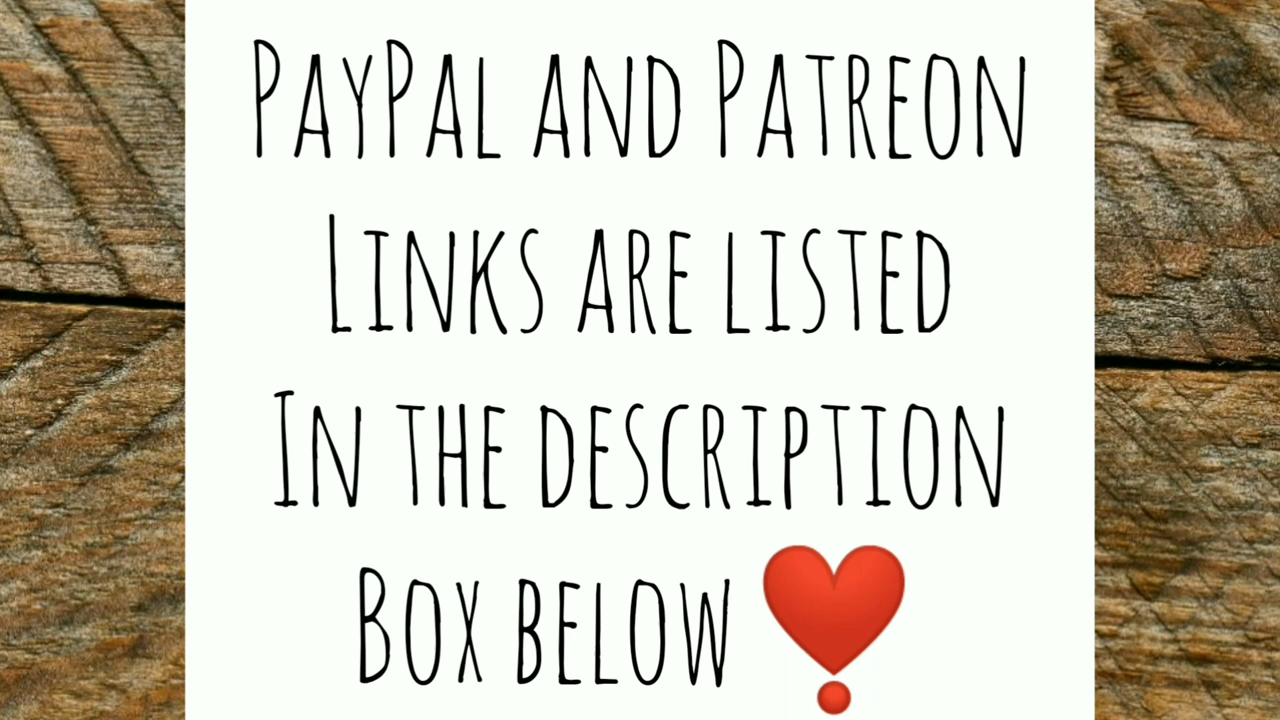 PayPal and Patreon
Links are listed
In the description
Box below ❣